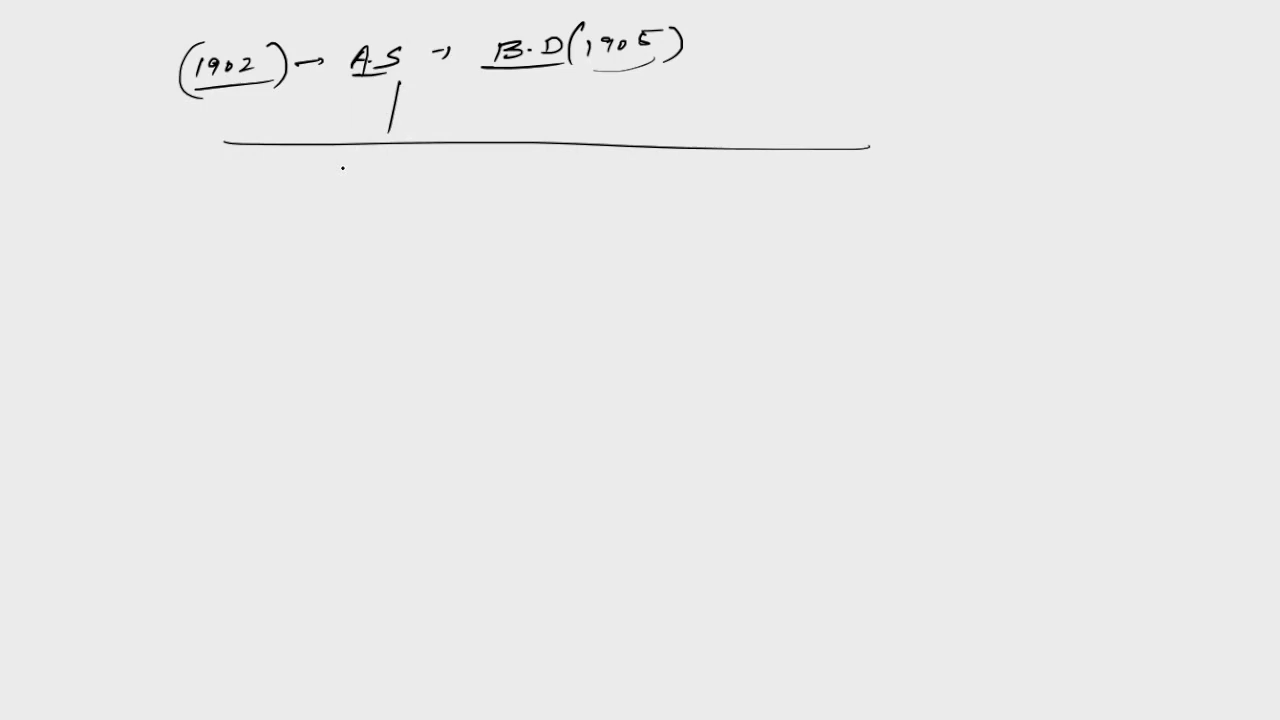 (1902) → A.S → B.D (1905)